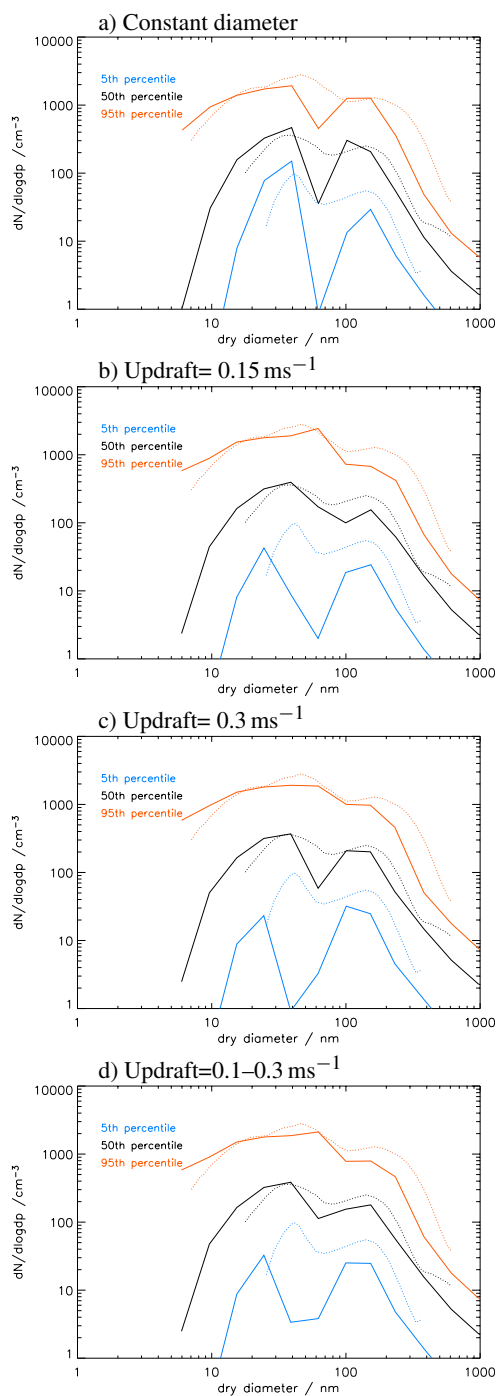 a) Constant diameter
10000
1000
100
10
1
dN/dlogdp /cm⁻³
5th percentile
50th percentile
95th percentile
1 10 100 1000
dry diameter / nm
b) Updraft= 0.15 ms⁻¹
10000
1000
100
10
1
dN/dlogdp /cm⁻³
5th percentile
50th percentile
95th percentile
1 10 100 1000
dry diameter / nm
c) Updraft= 0.3 ms⁻¹
10000
1000
100
10
1
dN/dlogdp /cm⁻³
5th percentile
50th percentile
95th percentile
1 10 100 1000
dry diameter / nm
d) Updraft=0.1–0.3 ms⁻¹
10000
1000
100
10
1
dN/dlogdp /cm⁻³
5th percentile
50th percentile
95th percentile
1 10 100 1000
dry diameter / nm